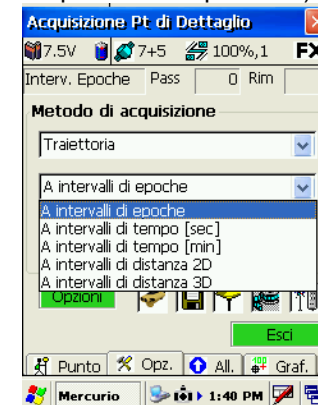 Acquisizione Pt di Dettaglio
7.5V 7+5 100%,1 FX
Interv. Epoche Pass 0 Rim
Metodo di acquisizione
Traiettoria
A intervalli di epoche
A intervalli di epoche
A intervalli di tempo [sec]
A intervalli di tempo [min]
A intervalli di distanza 2D
A intervalli di distanza 3D
Opzioni
Esci
Punto Opz. All. Graf.
Mercurio 1:40 PM